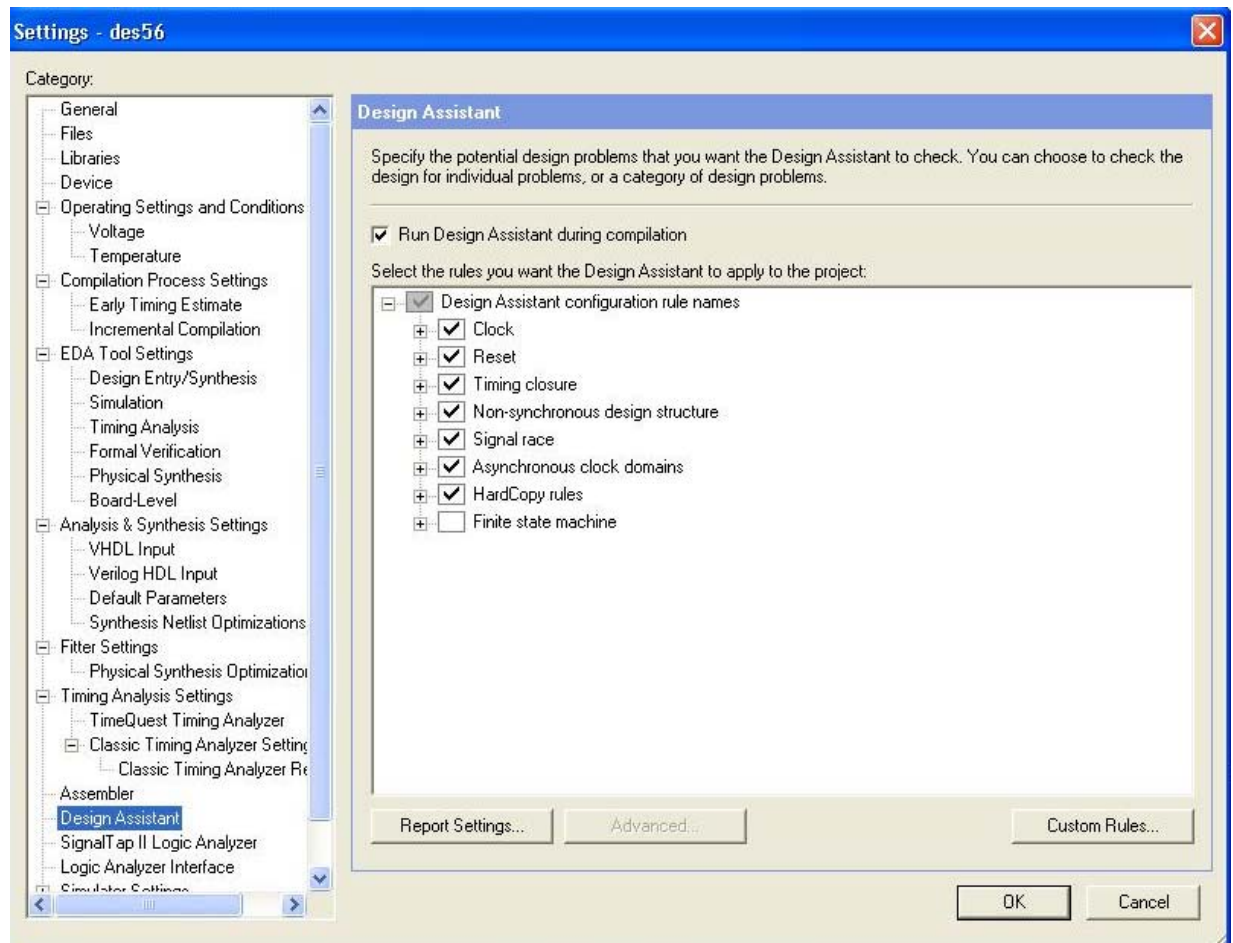 Settings - des56
Category:
General
Files
Libraries
Device
Operating Settings and Conditions
Voltage
Temperature
Compilation Process Settings
Early Timing Estimate
Incremental Compilation
EDA Tool Settings
Design Entry/Synthesis
Simulation
Timing Analysis
Formal Verification
Physical Synthesis
Board-Level
Analysis & Synthesis Settings
VHDL Input
Verilog HDL Input
Default Parameters
Synthesis Netlist Optimizations
Fitter Settings
Physical Synthesis Optimizatio
Timing Analysis Settings
TimeQuest Timing Analyzer
Classic Timing Analyzer Setting
Classic Timing Analyzer Re
Assembler
Design Assistant
SignalTap II Logic Analyzer
Logic Analyzer Interface
Simulator Settings
Design Assistant
Specify the potential design problems that you want the Design Assistant to check. You can choose to check the
design for individual problems, or a category of design problems.
Run Design Assistant during compilation
Select the rules you want the Design Assistant to apply to the project:
Design Assistant configuration rule names
Clock
Reset
Timing closure
Non-synchronous design structure
Signal race
Asynchronous clock domains
HardCopy rules
Finite state machine
Report Settings...
Advanced...
Custom Rules...
OK
Cancel